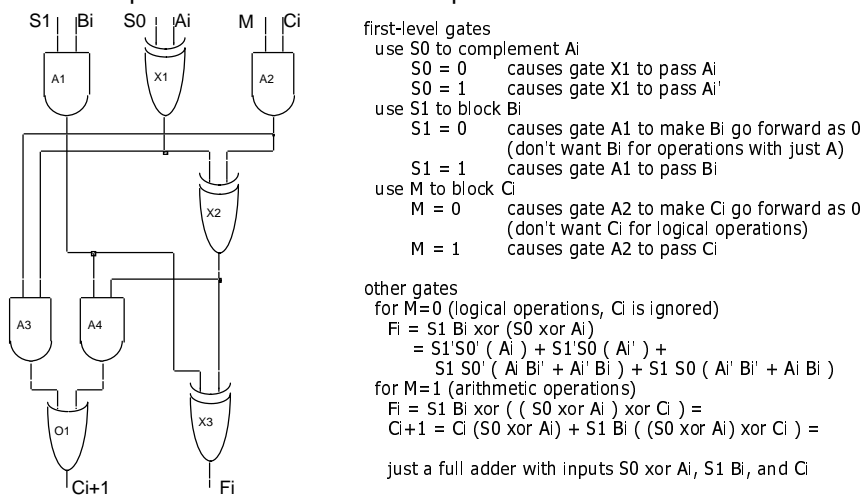 S1 Bi S0 Ai M Ci
A1 X1 A2
X2
A3 A4
X3
O1
Ci+1 Fi
first-level gates
use S0 to complement Ai
S0 = 0 causes gate X1 to pass Ai
S0 = 1 causes gate X1 to pass Ai'
use S1 to block Bi
S1 = 0 causes gate A1 to make Bi go forward as 0
(don't want Bi for operations with just A)
S1 = 1 causes gate A1 to pass Bi
use M to block Ci
M = 0 causes gate A2 to make Ci go forward as 0
(don't want Ci for logical operations)
M = 1 causes gate A2 to pass Ci
other gates
for M=0 (logical operations, Ci is ignored)
Fi = S1 Bi xor (S0 xor Ai)
= S1'S0' ( Ai ) + S1'S0 ( Ai' ) +
S1 S0' ( Ai Bi' + Ai' Bi ) + S1 S0 ( Ai' Bi' + Ai Bi )
for M=1 (arithmetic operations)
Fi = S1 Bi xor ( ( S0 xor Ai ) xor Ci ) =
Ci+1 = Ci (S0 xor Ai) + S1 Bi ( (S0 xor Ai) xor Ci ) =
just a full adder with inputs S0 xor Ai, S1 Bi, and Ci